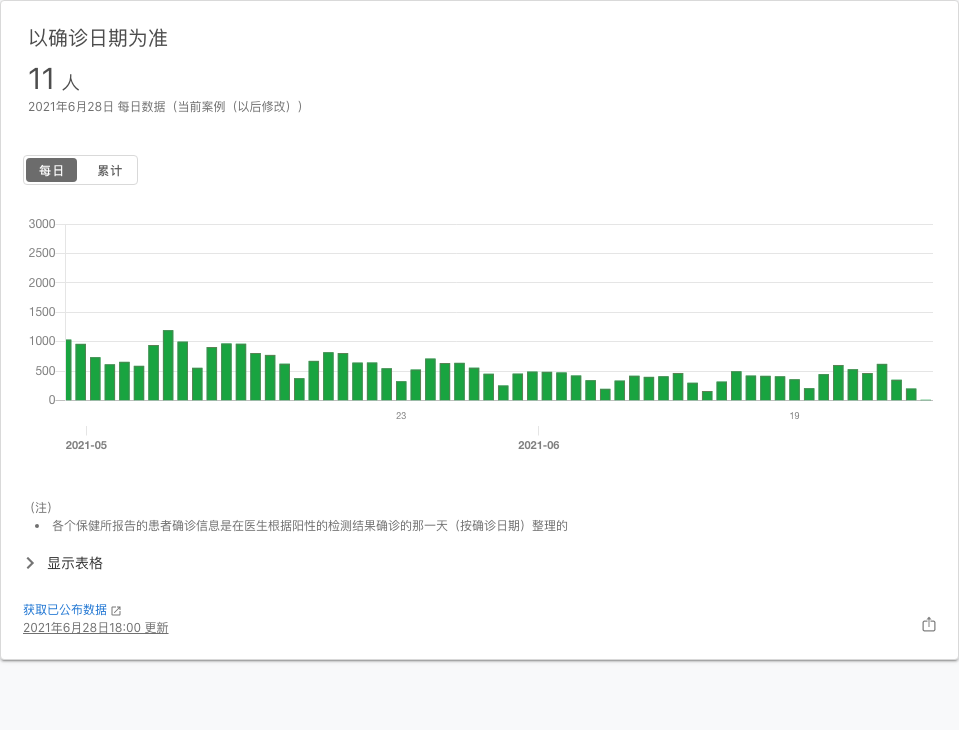 以确诊日期为准
11 人
2021年6月28日 每日数据（当前案例（以后修改））
每日 累计
3000
2500
2000
1500
1000
500
0
23 19
2021-05 2021-06
（注）
• 各个保健所报告的患者确诊信息是在医生根据阳性的检测结果确诊的那一天（按确诊日期）整理的
显示表格
获取已公布数据
2021年6月28日18:00 更新